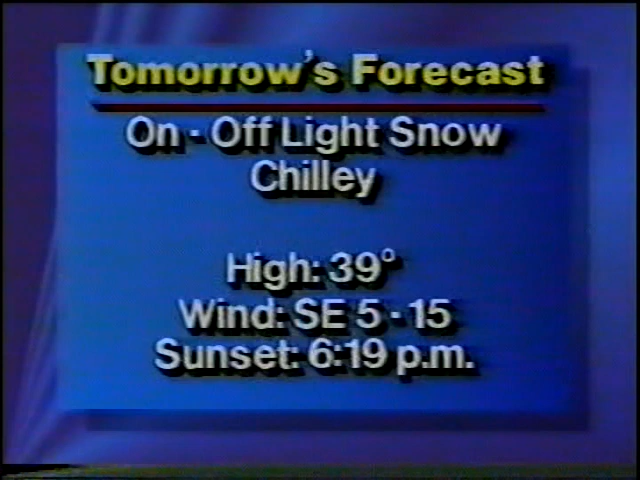 Tomorrow's Forecast
On - Off Light Snow
Chilley
High: 39°
Wind: SE 5 - 15
Sunset: 6:19 p.m.